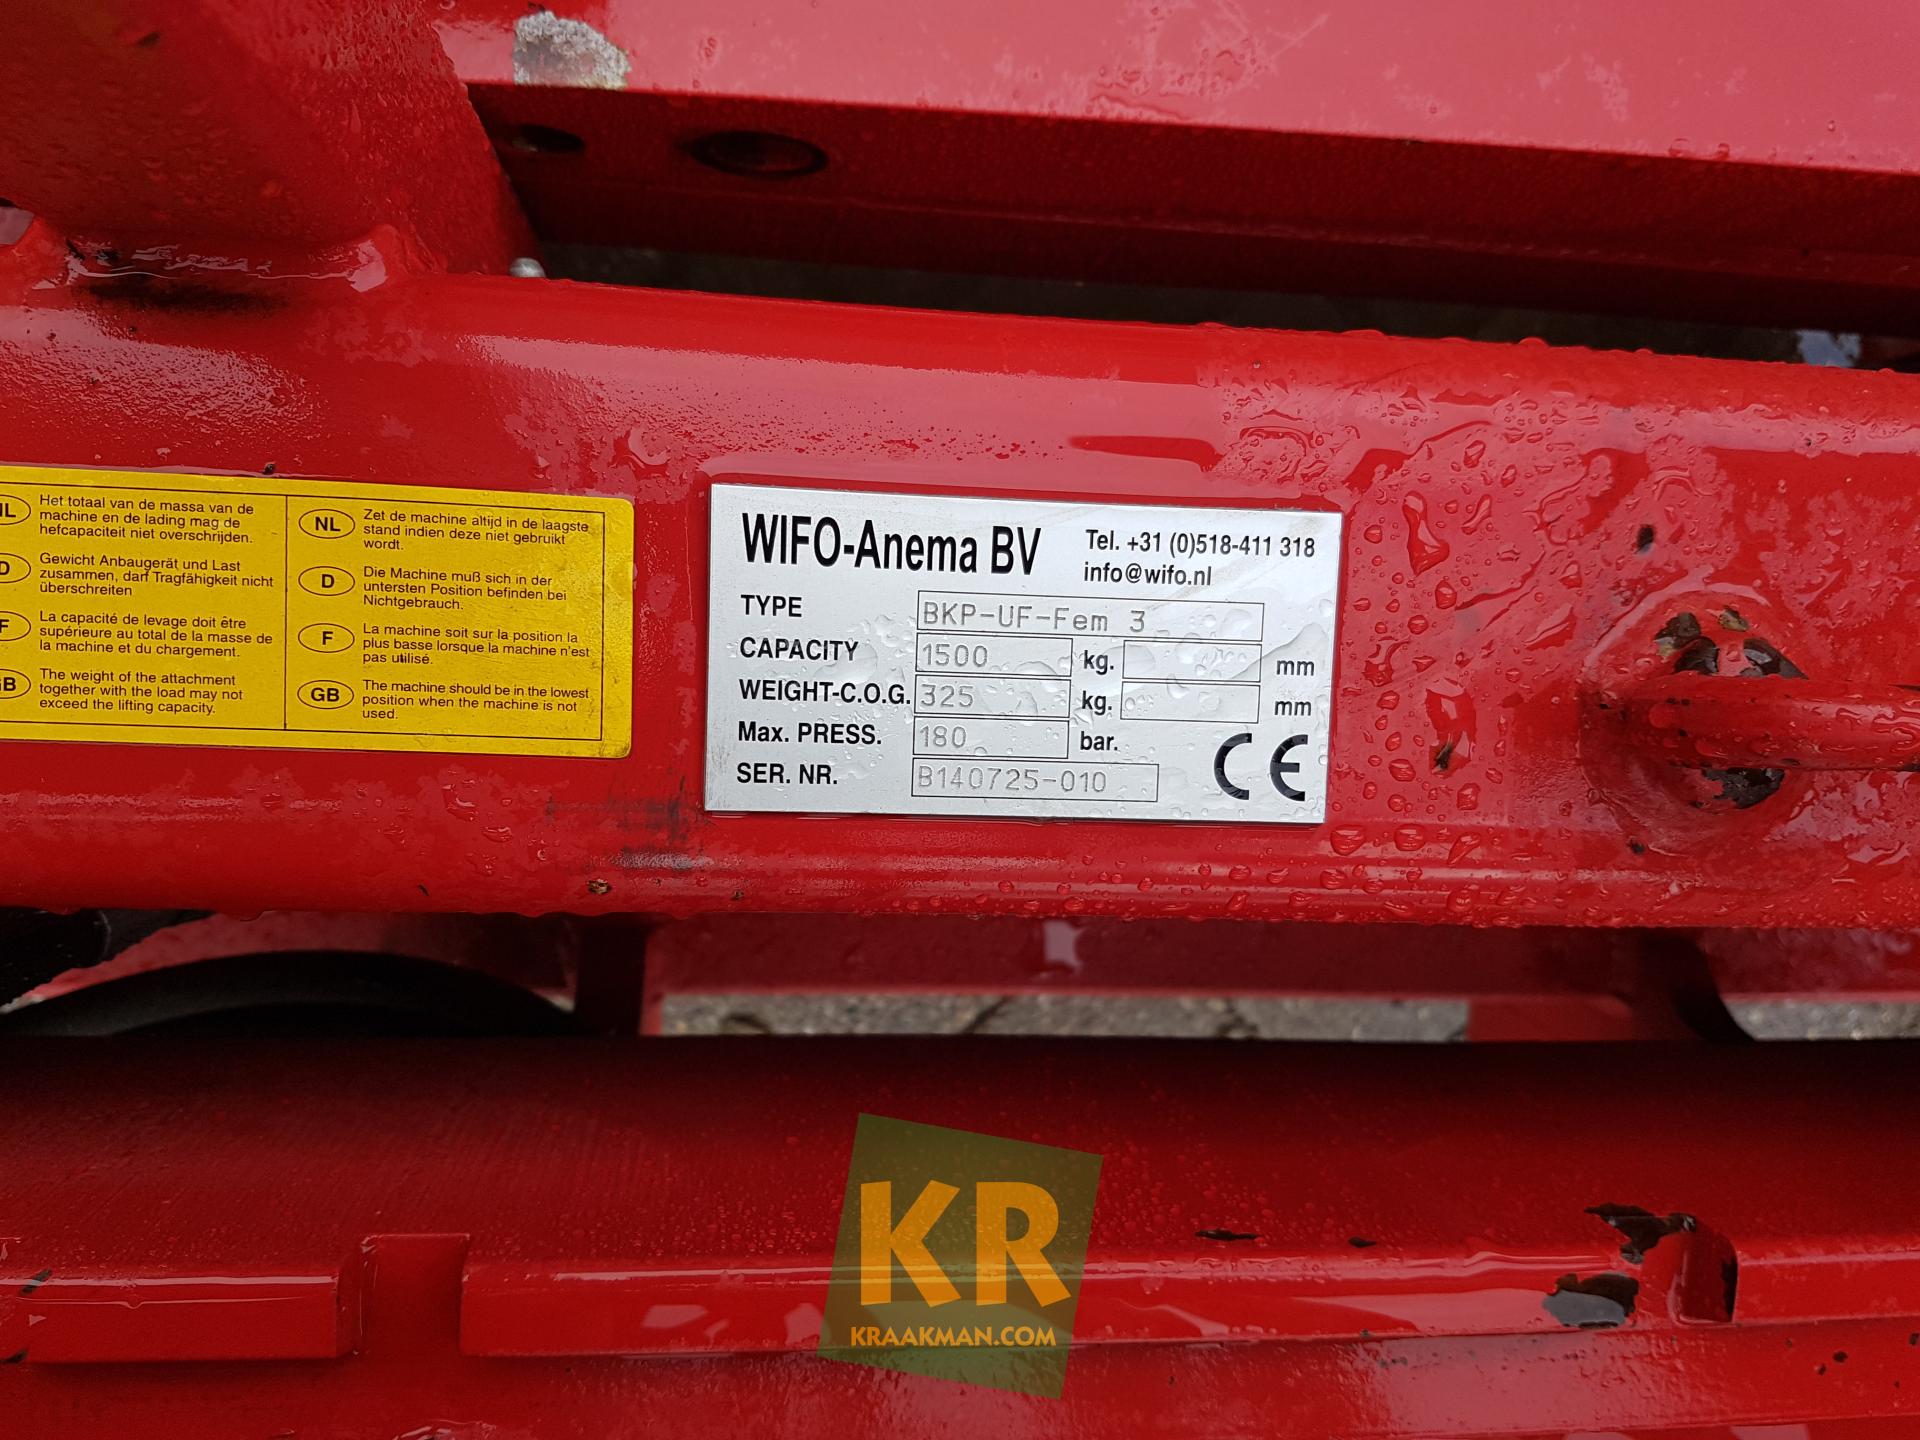 NL
Het totaal van de massa van de
machine en de lading mag de
hefcapaciteit niet overschrijden.
D
Gewicht Anbaugerät und Last
zusammen, darf Tragfähigkeit nicht
überschreiten
F
La capacité de levage doit être
supérieure au total de la masse de
la machine et du chargement.
GB
The weight of the attachment
together with the load may not
exceed the lifting capacity.
NL
Zet de machine altijd in de laagste
stand indien deze niet gebruikt
wordt.
D
Die Machine muß sich in der
untersten Position befinden bei
Nichtgebrauch.
F
La machine soit sur la position la
plus basse lorsque la machine n'est
pas utilisé.
GB
The machine should be in the lowest
position when the machine is not
used.
WIFO-Anema BV
Tel. +31 (0)518-411 318
info@wifo.nl
TYPE BKP-UF-Fem 3
CAPACITY 1500 kg. mm
WEIGHT-C.O.G. 325 kg. mm
Max. PRESS. 180 bar.
SER. NR. B140725-010
CE
KR
KRAAKMAN.COM